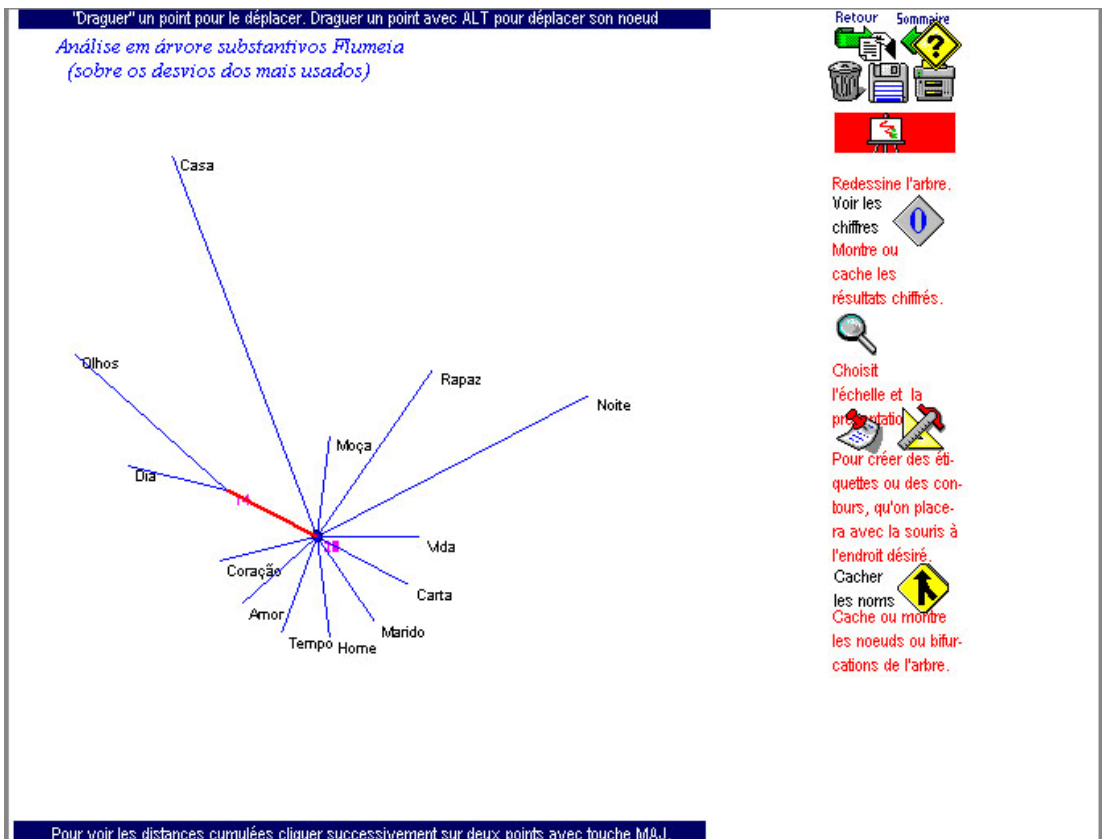 "Draguer" un point pour le déplacer. Draguer un point avec ALT pour déplacer son noeud
Análise em árvore substantivos Flumeia
(sobre os desvios dos mais usados)
Casa
Olhos
Rapaz
Noite
Moça
Dia
14
Vida
Coração
Carta
Amor
Marido
Tempo
Home
Pour voir les distances cumulées cliquer successivement sur deux points avec touche MAJ.
Retour
Sommaire
?
Redessine l'arbre.
Voir les
chiffres
0
Montre ou
cache les
résultats chiffrés.
Choisit
l'échelle et la
Pour créer des éti-
quettes ou des con-
tours, qu'on place-
ra avec la souris à
l'endroit désiré.
Cacher
les noms
Cache ou montre
les noeuds ou bifur-
cations de l'arbre.